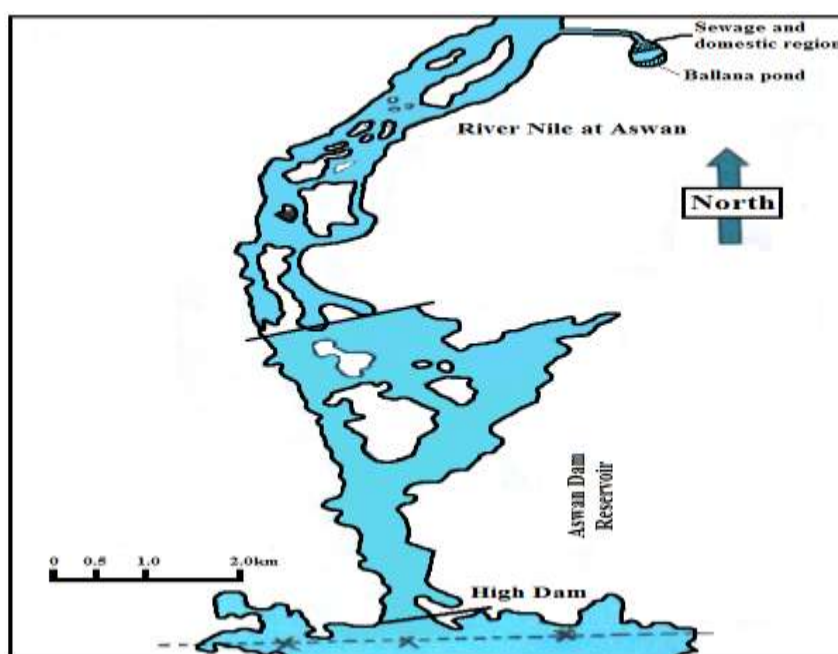 Sewage and
domestic region
Ballana pond
River Nile at Aswan
North
Aswan Dam
Reservoir
0 0.5 1.0 2.0km
High Dam